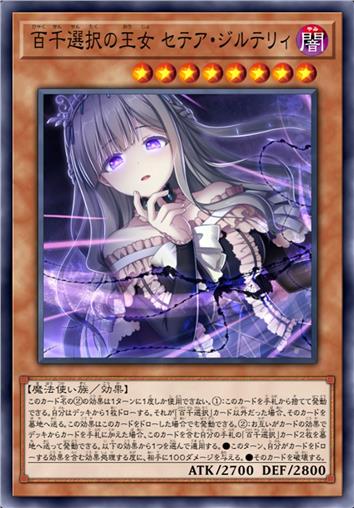 百千選択の王女 セテア・ジルテリィ
闇
【魔法使い族／効果】
このカード名の②の効果は1ターンに1度しか使用できない。①：このカードを手札から捨てて発動
できる。自分はデッキから1枚ドローする。それが「百千選択」カード以外だった場合、そのカードを
墓地へ送る。この効果はこのカードをドローした場合でも発動できる。②：お互いがカードの効果で
デッキからカードを手札に加えた場合、このカードを含む自分の手札の「百千選択」カード2枚を墓
地へ送って発動できる。以下の効果から1つを選んで適用する。●このターン、自分がカードをドロ
ーする効果を含む効果処理する度に、相手に100ダメージを与える。●そのカードを破壊する。
ATK/2700 DEF/2800